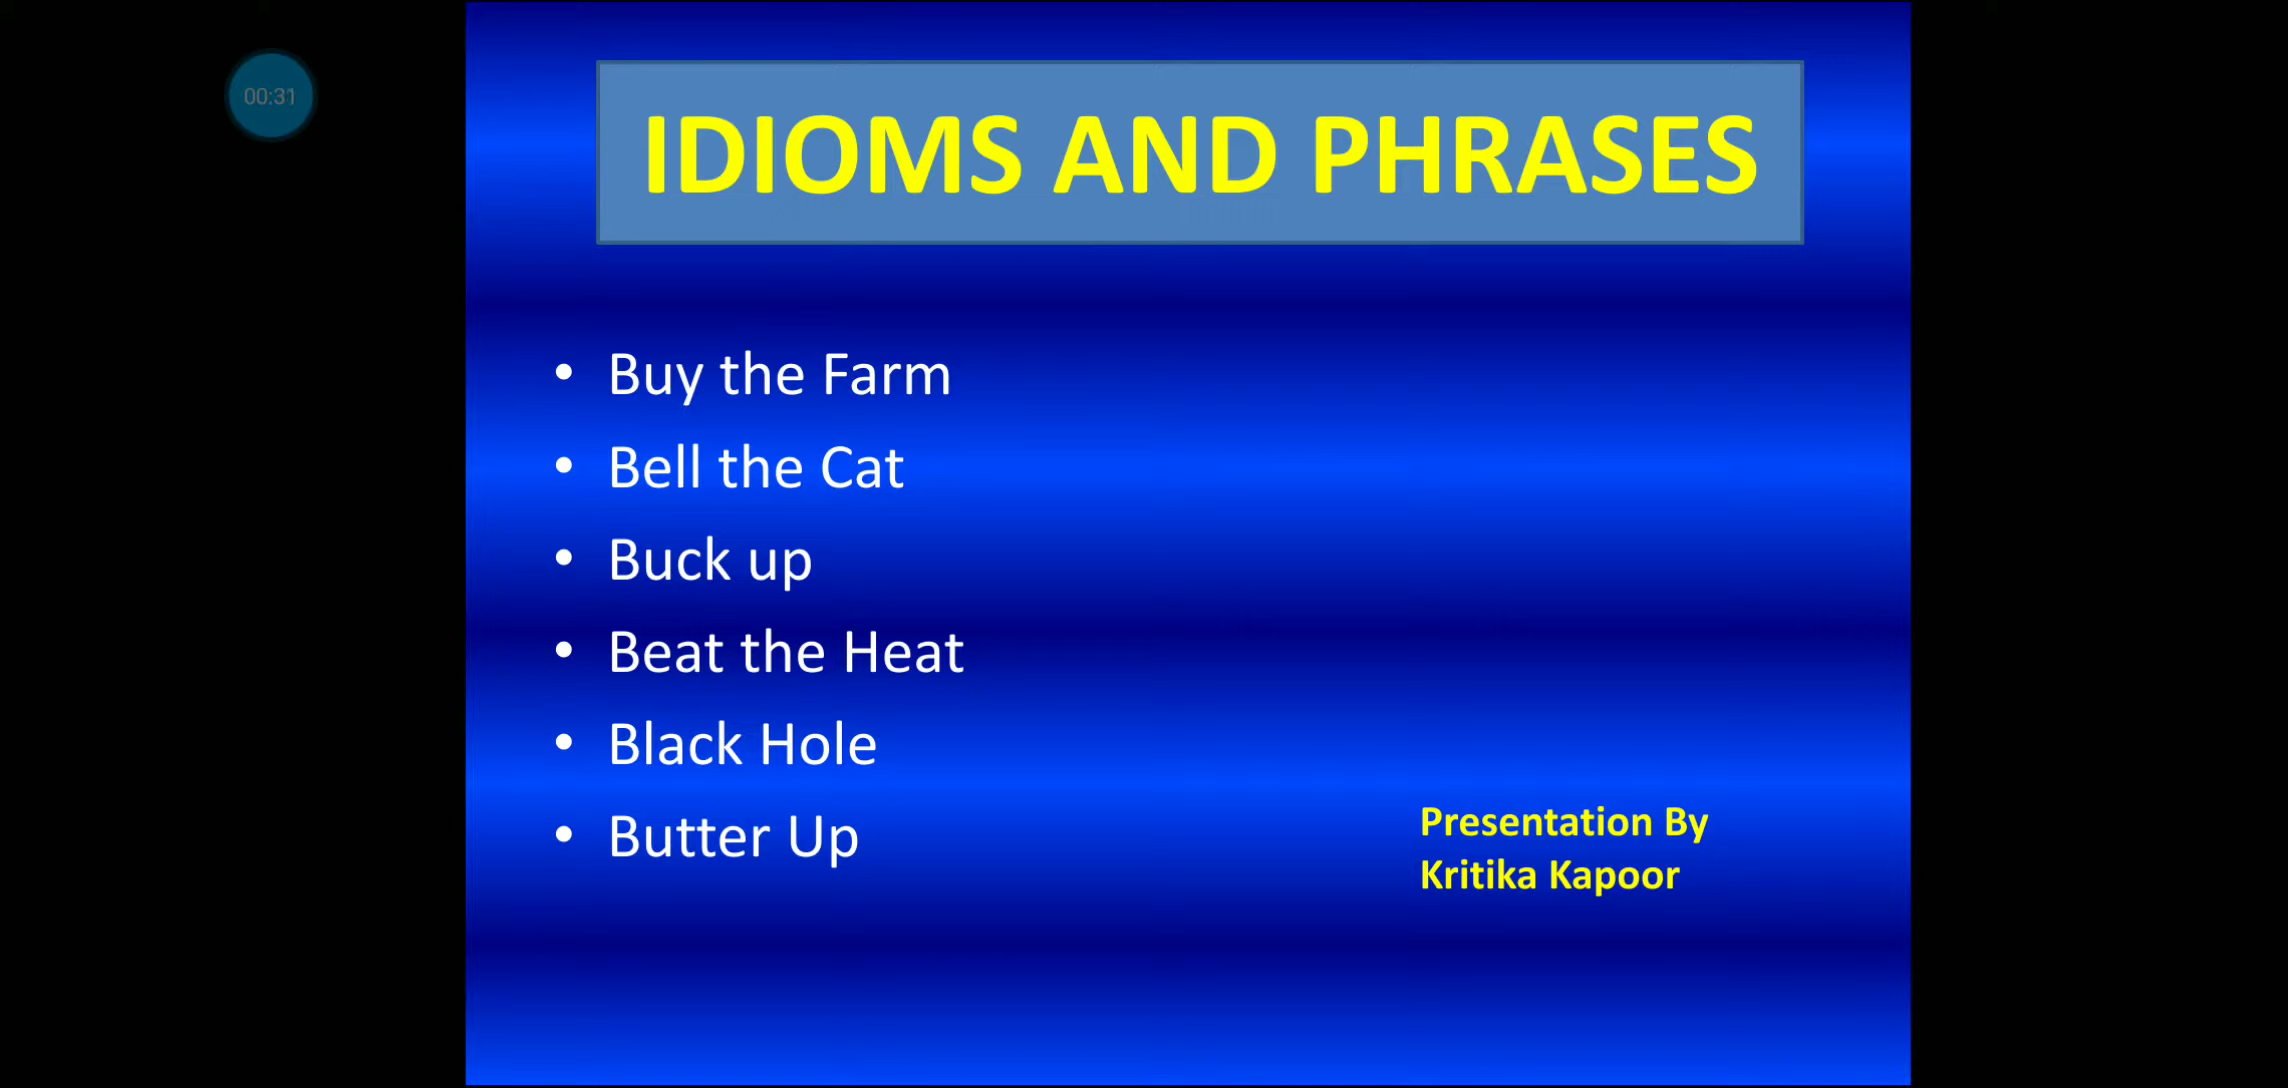 00:31
IDIOMS AND PHRASES
• Buy the Farm
• Bell the Cat
• Buck up
• Beat the Heat
• Black Hole
• Butter Up
Presentation By
Kritika Kapoor